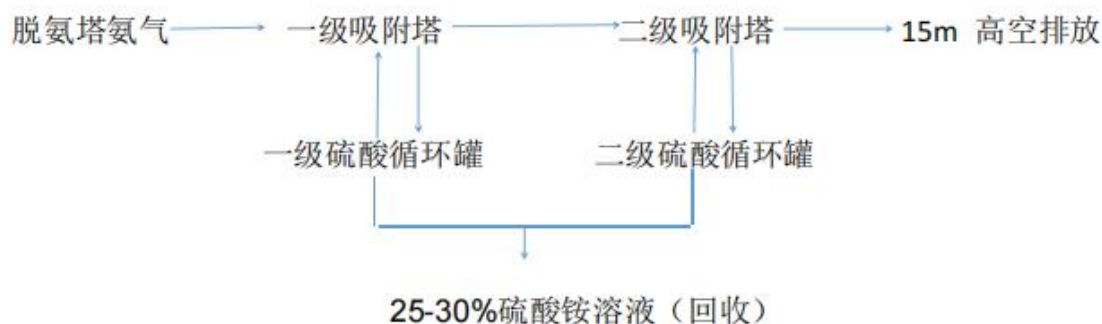 脱氨塔氨气 一级吸附塔 二级吸附塔 15m 高空排放
一级硫酸循环罐 二级硫酸循环罐
25-30%硫酸铵溶液（回收）